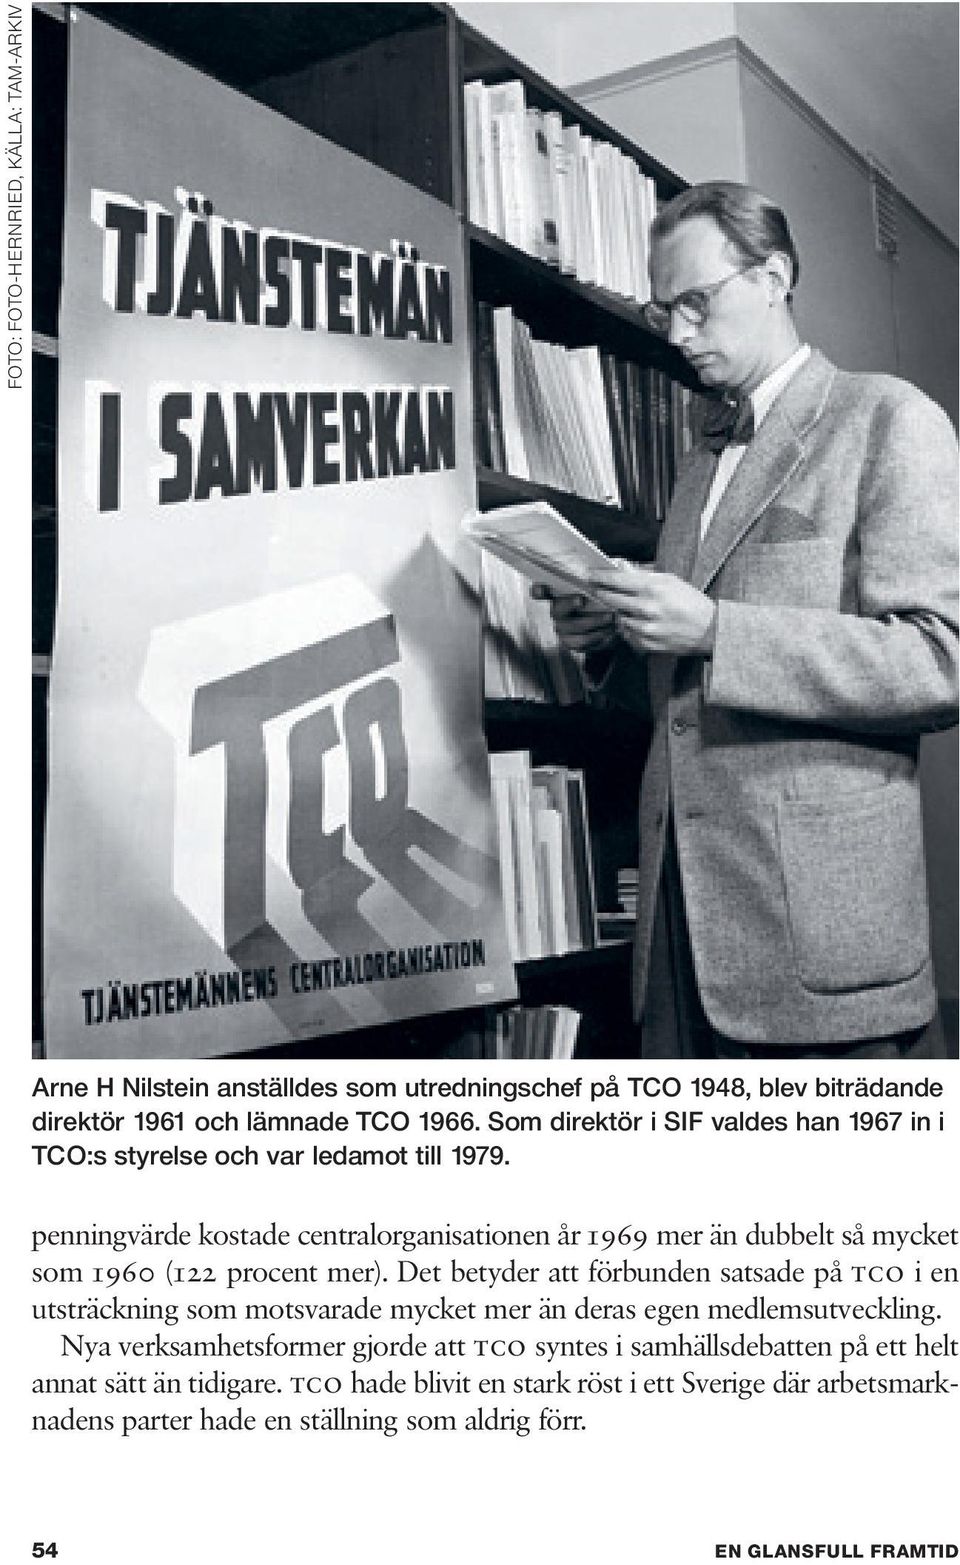 FOTO: FOTO-HERNRIED, KÄLLA: TAM-ARKIV
TJÄNSTEMÄN
I SAMVERKAN
TCO
TJÄNSTEMÄNNENS CENTRALORGANISATION
Arne H Nilstein anställdes som utredningschef på TCO 1948, blev biträdande
direktör 1961 och lämnade TCO 1966. Som direktör i SIF valdes han 1967 in i
TCO:s styrelse och var ledamot till 1979.
penningvärde kostade centralorganisationen år 1969 mer än dubbelt så mycket
som 1960 (122 procent mer). Det betyder att förbunden satsade på TCO i en
utsträckning som motsvarade mycket mer än deras egen medlemsutveckling.
Nya verksamhetsformer gjorde att TCO syntes i samhällsdebatten på ett helt
annat sätt än tidigare. TCO hade blivit en stark röst i ett Sverige där arbetsmark-
nadens parter hade en ställning som aldrig förr.
54 EN GLANSFULL FRAMTID